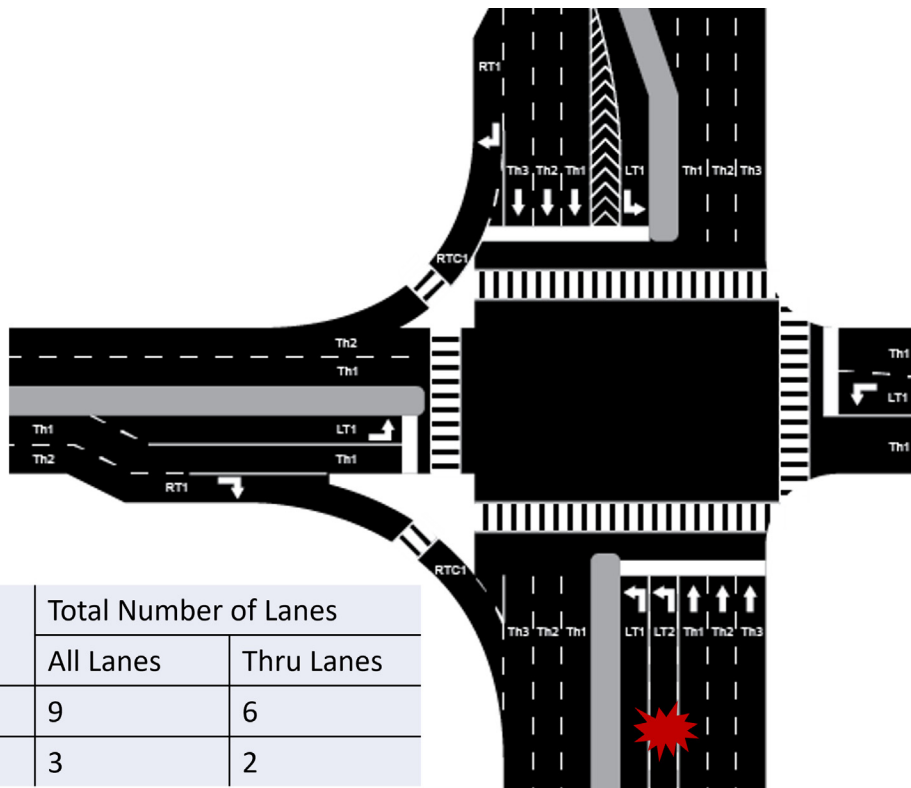 RT1
Th3 Th2 Th1 LT1 Th1 Th2 Th3
RTC1
Th2
Th1
Th1
LT1
Th1
Th1 LT1
Th2 Th1
RT1
RTC1
Th3 Th2 Th1 LT1 LT2 Th1 Th2 Th3
Total Number of Lanes
All Lanes Thru Lanes
9 6
3 2